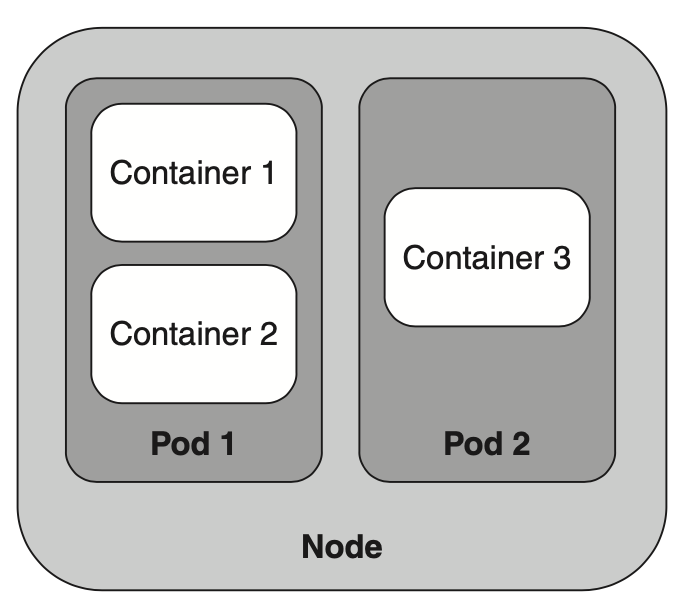 Container 1
Container 2
Pod 1
Container 3
Pod 2
Node